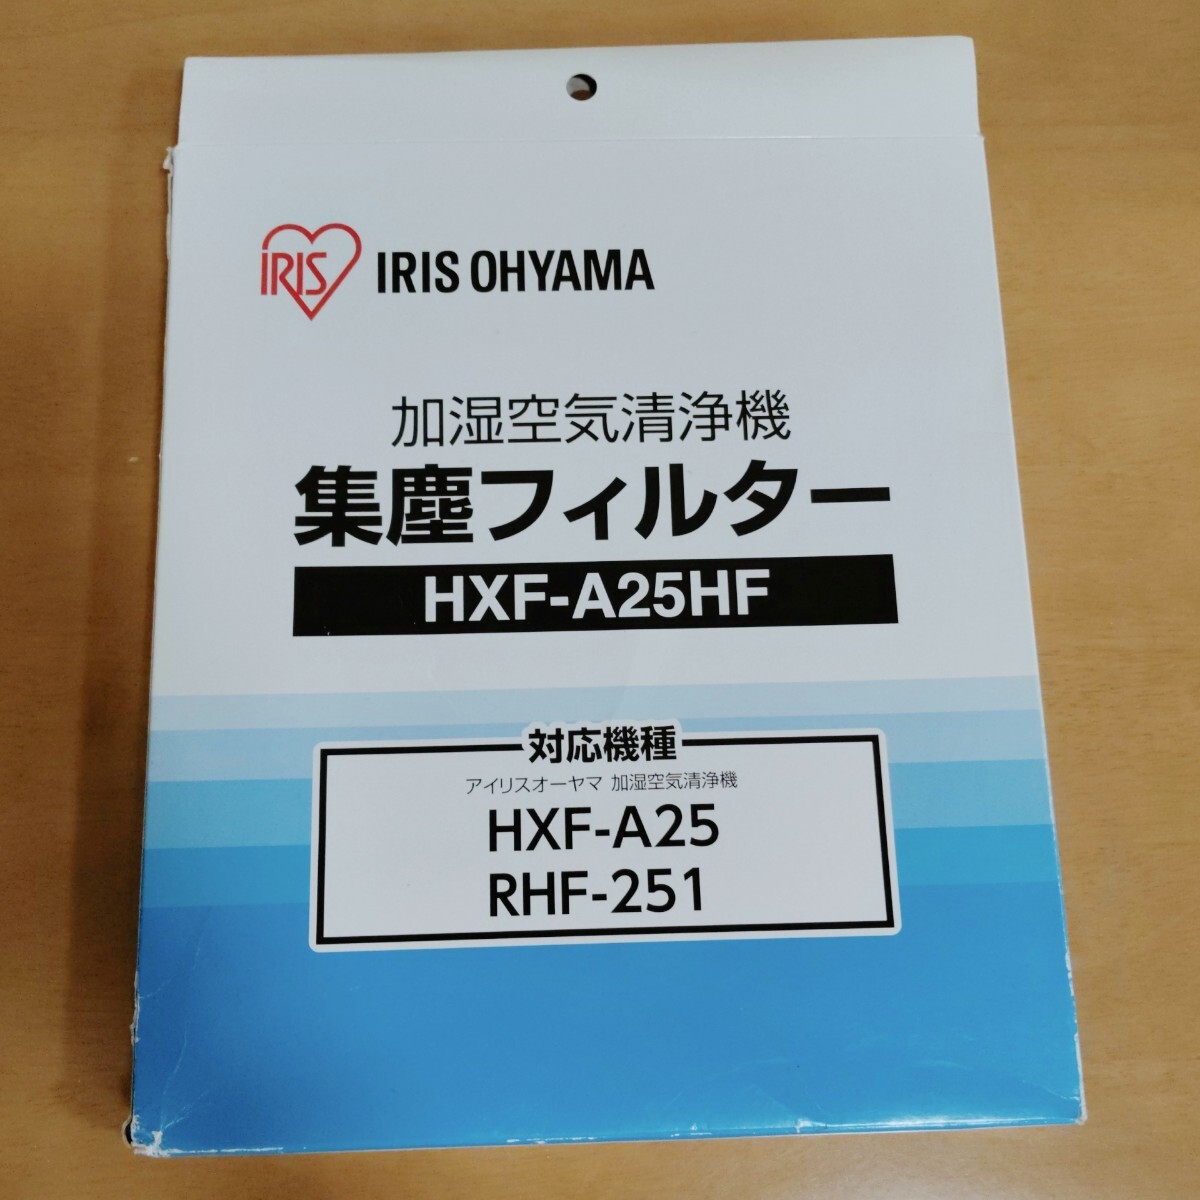 IRIS IRIS OHYAMA
加湿空気清浄機
集塵フィルター
HXF-A25HF
対応機種
アイリスオーヤマ 加湿空気清浄機
HXF-A25
RHF-251